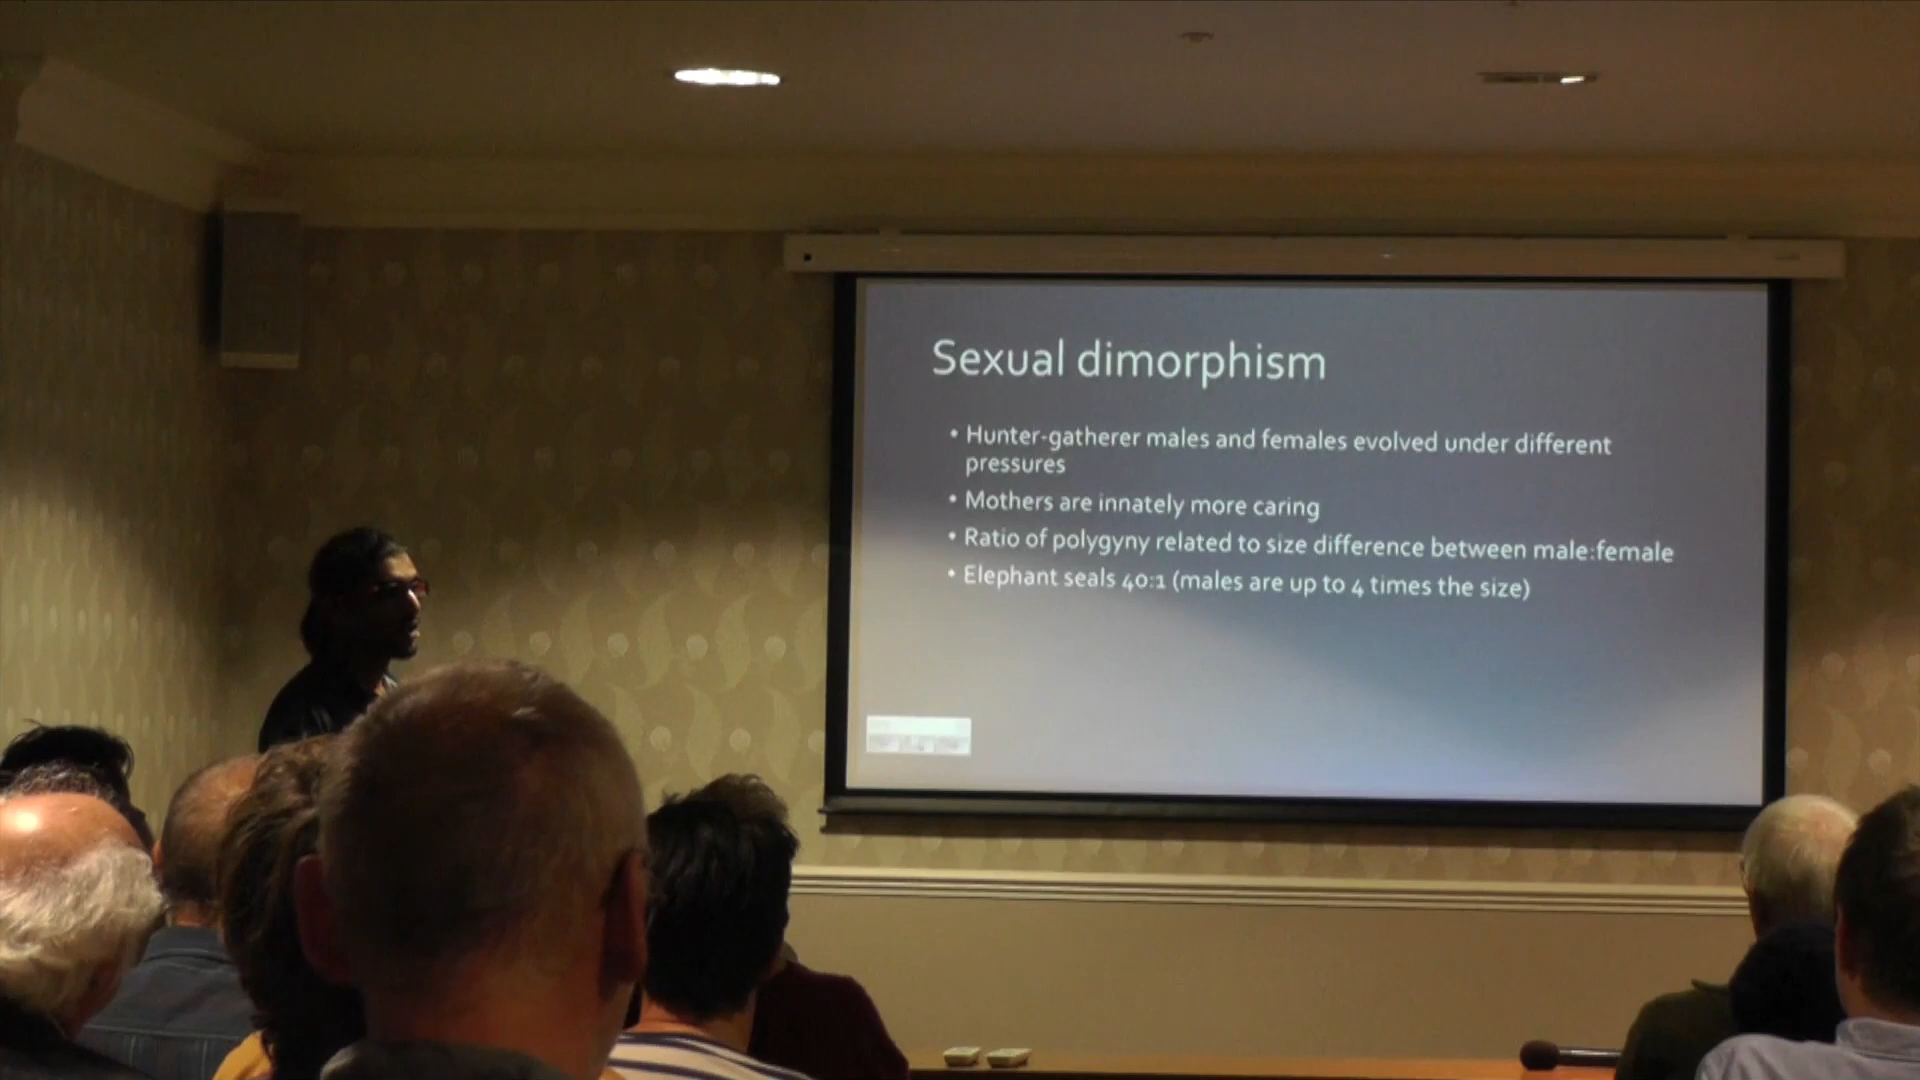 Sexual dimorphism
• Hunter-gatherer males and females evolved under different
pressures
• Mothers are innately more caring
• Ratio of polygyny related to size difference between male:female
• Elephant seals 40:1 (males are up to 4 times the size)